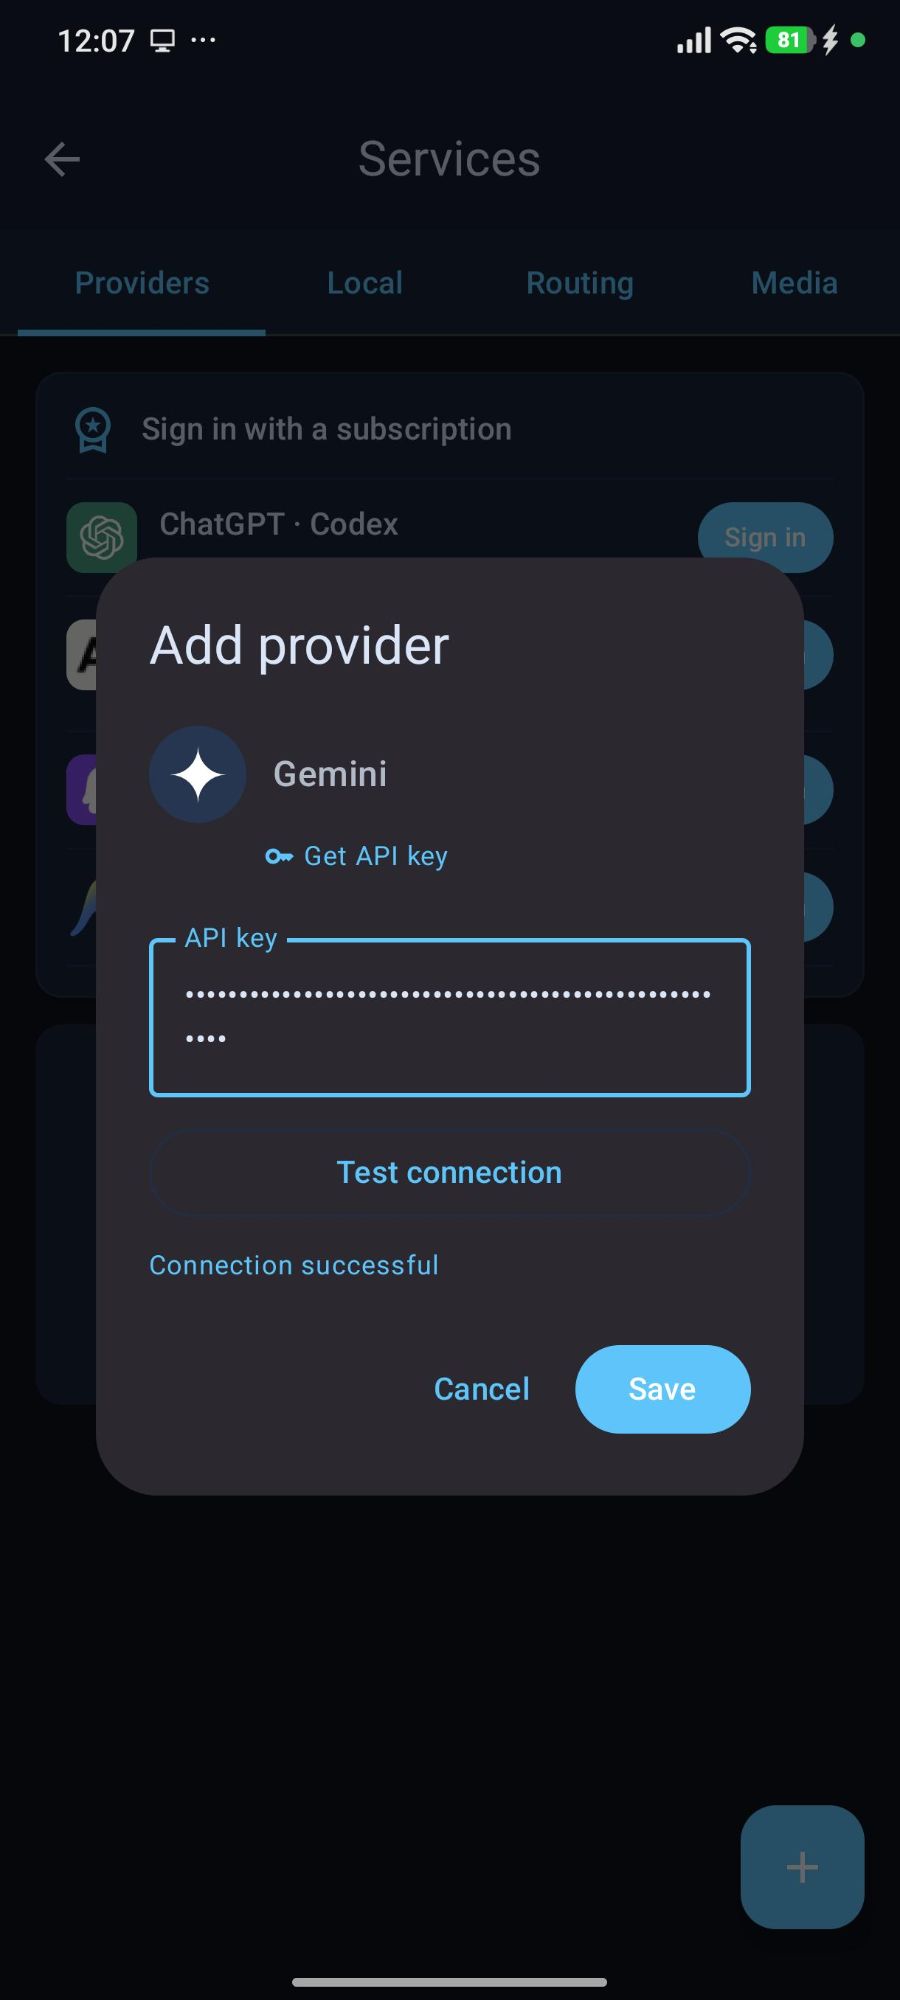 12:07
81
Services
Providers
Local
Routing
Media
Sign in with a subscription
ChatGPT · Codex
Sign in
Add provider
Gemini
Get API key
API key
•••••••••••••••••••••••••••••••••••••••••••••••••
••••
Test connection
Connection successful
Cancel
Save